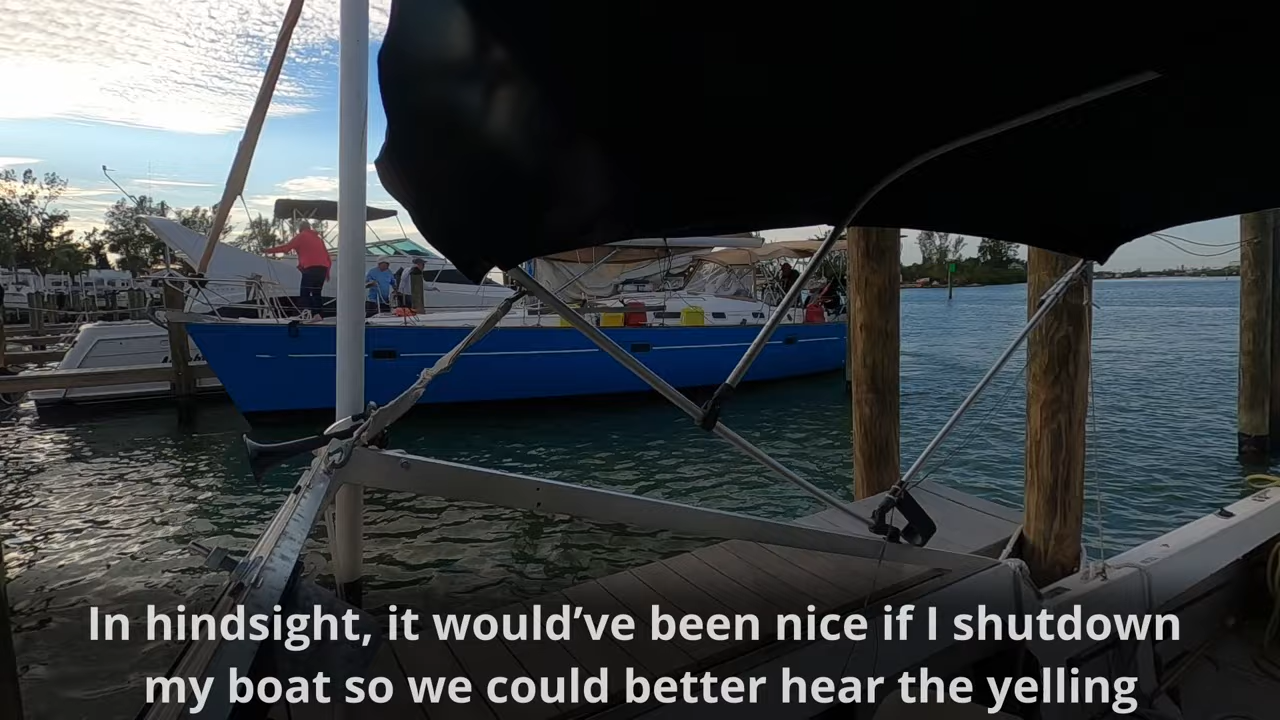 In hindsight, it would’ve been nice if I shutdown
my boat so we could better hear the yelling